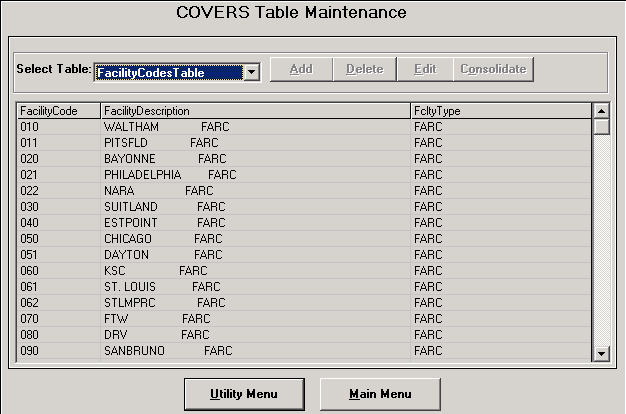 COVERS Table Maintenance
Select Table: FacilityCodesTable Add Delete Edit Consolidate
FacilityCode FacilityDescription FcltyType
010 WALTHAM FARC FARC
011 PITSFLD FARC FARC
020 BAYONNE FARC FARC
021 PHILADELPHIA FARC FARC
022 NARA FARC FARC
030 SUITLAND FARC FARC
040 ESTPOINT FARC FARC
050 CHICAGO FARC FARC
051 DAYTON FARC FARC
060 KSC FARC FARC
061 ST. LOUIS FARC FARC
062 STLMPRC FARC FARC
070 FTW FARC FARC
080 DRV FARC FARC
090 SANBRUNO FARC FARC
Utility Menu Main Menu